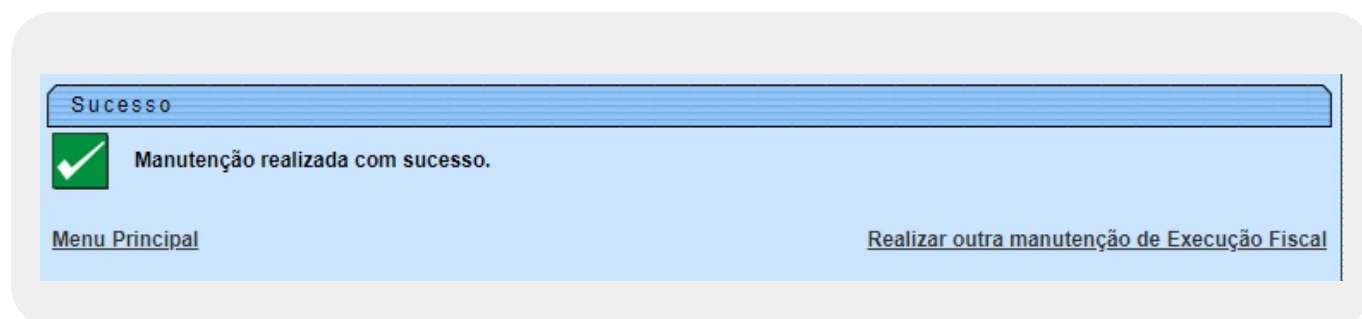 Sucesso
Manutenção realizada com sucesso.
Menu Principal
Realizar outra manutenção de Execução Fiscal